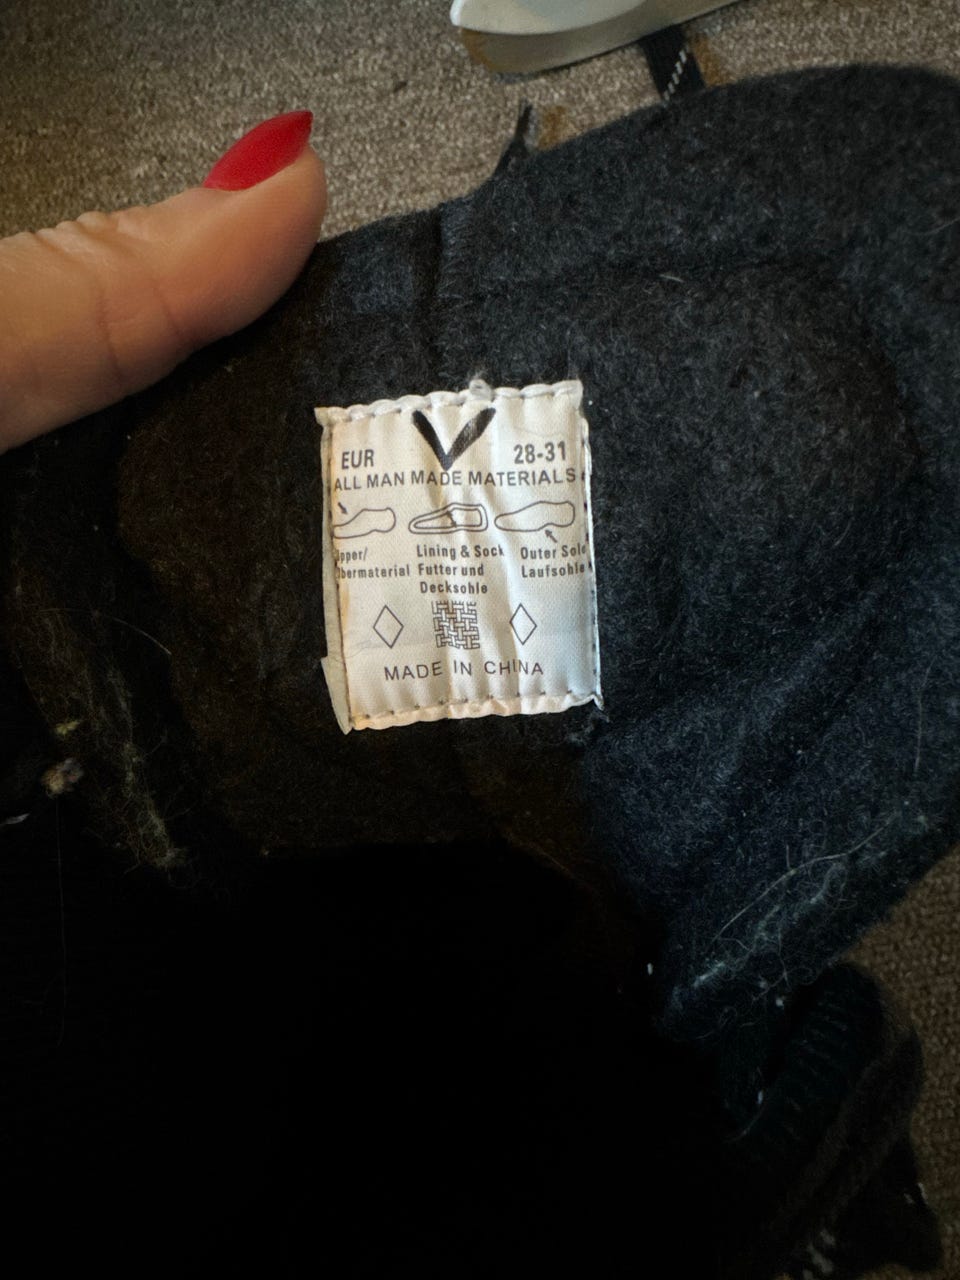 EUR 28-31
ALL MAN MADE MATERIALS
Lining & Sock Outer Sole
Futter und Laufsohle
Decksohle
MADE IN CHINA